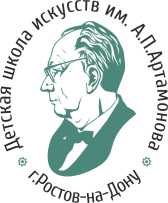 Детская школа искусств им. А.П.Артамонова
г.Ростов-на-Дону